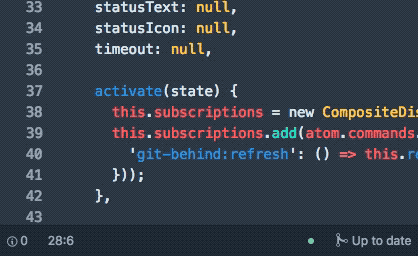 33 statusText: null,
34 statusIcon: null,
35 timeout: null,
36
37 activate(state) {
38 this.subscriptions = new CompositeDis
39 this.subscriptions.add(atom.commands.
40 'git-behind:refresh': () => this.re
41 }));
42 },
43
0 28:6 Up to date